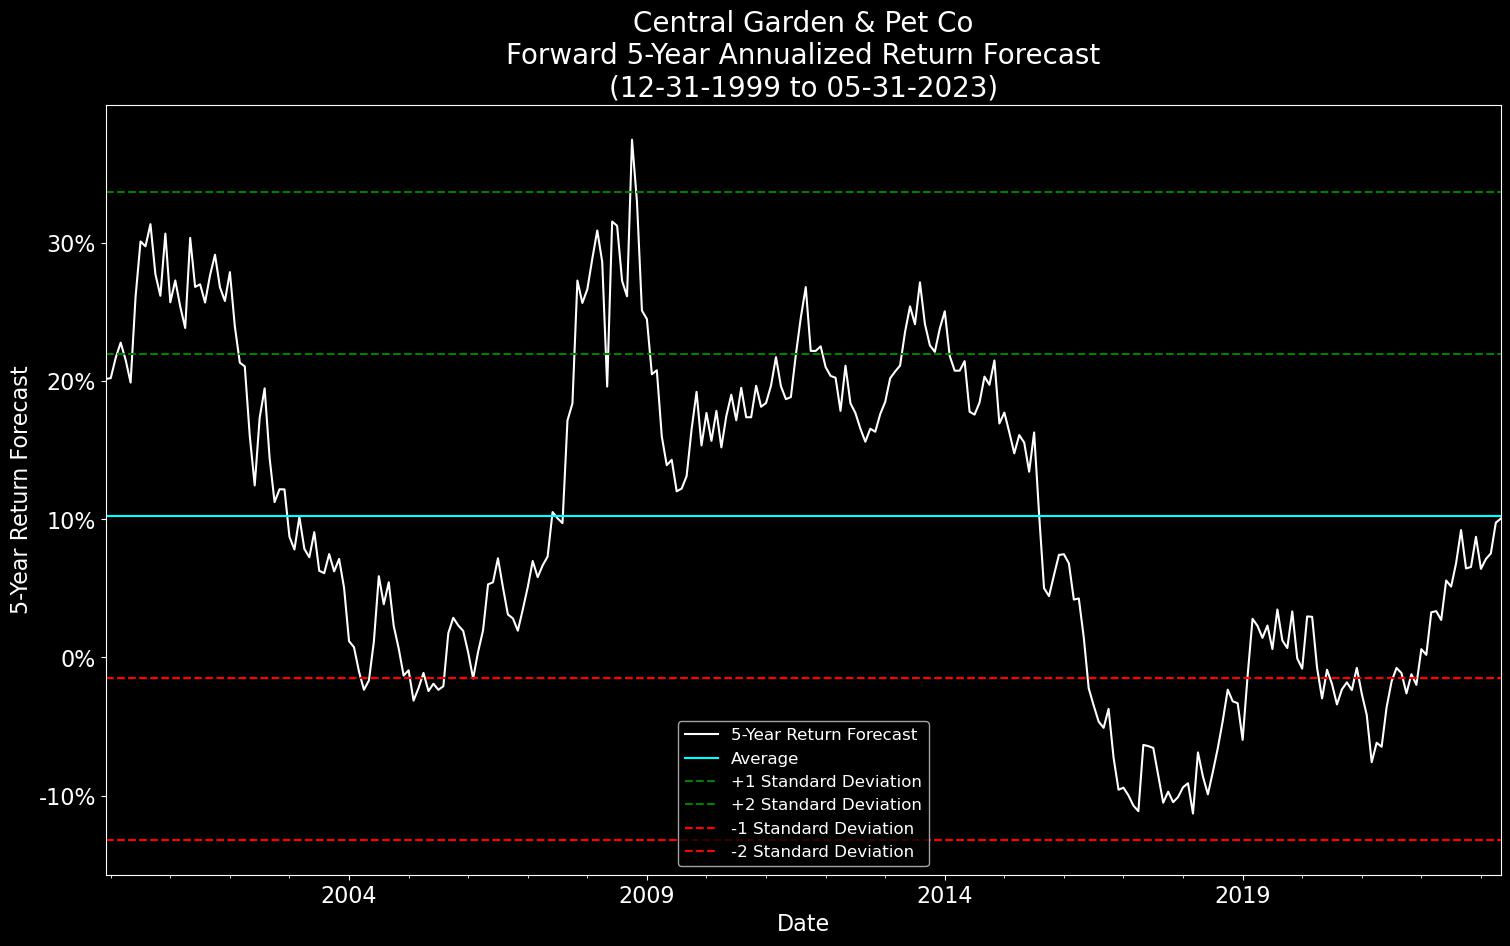 Central Garden & Pet Co
Forward 5-Year Annualized Return Forecast
(12-31-1999 to 05-31-2023)
5-Year Return Forecast
30%
20%
10%
0%
-10%
5-Year Return Forecast
Average
+1 Standard Deviation
+2 Standard Deviation
-1 Standard Deviation
-2 Standard Deviation
2004
2009
2014
2019
Date